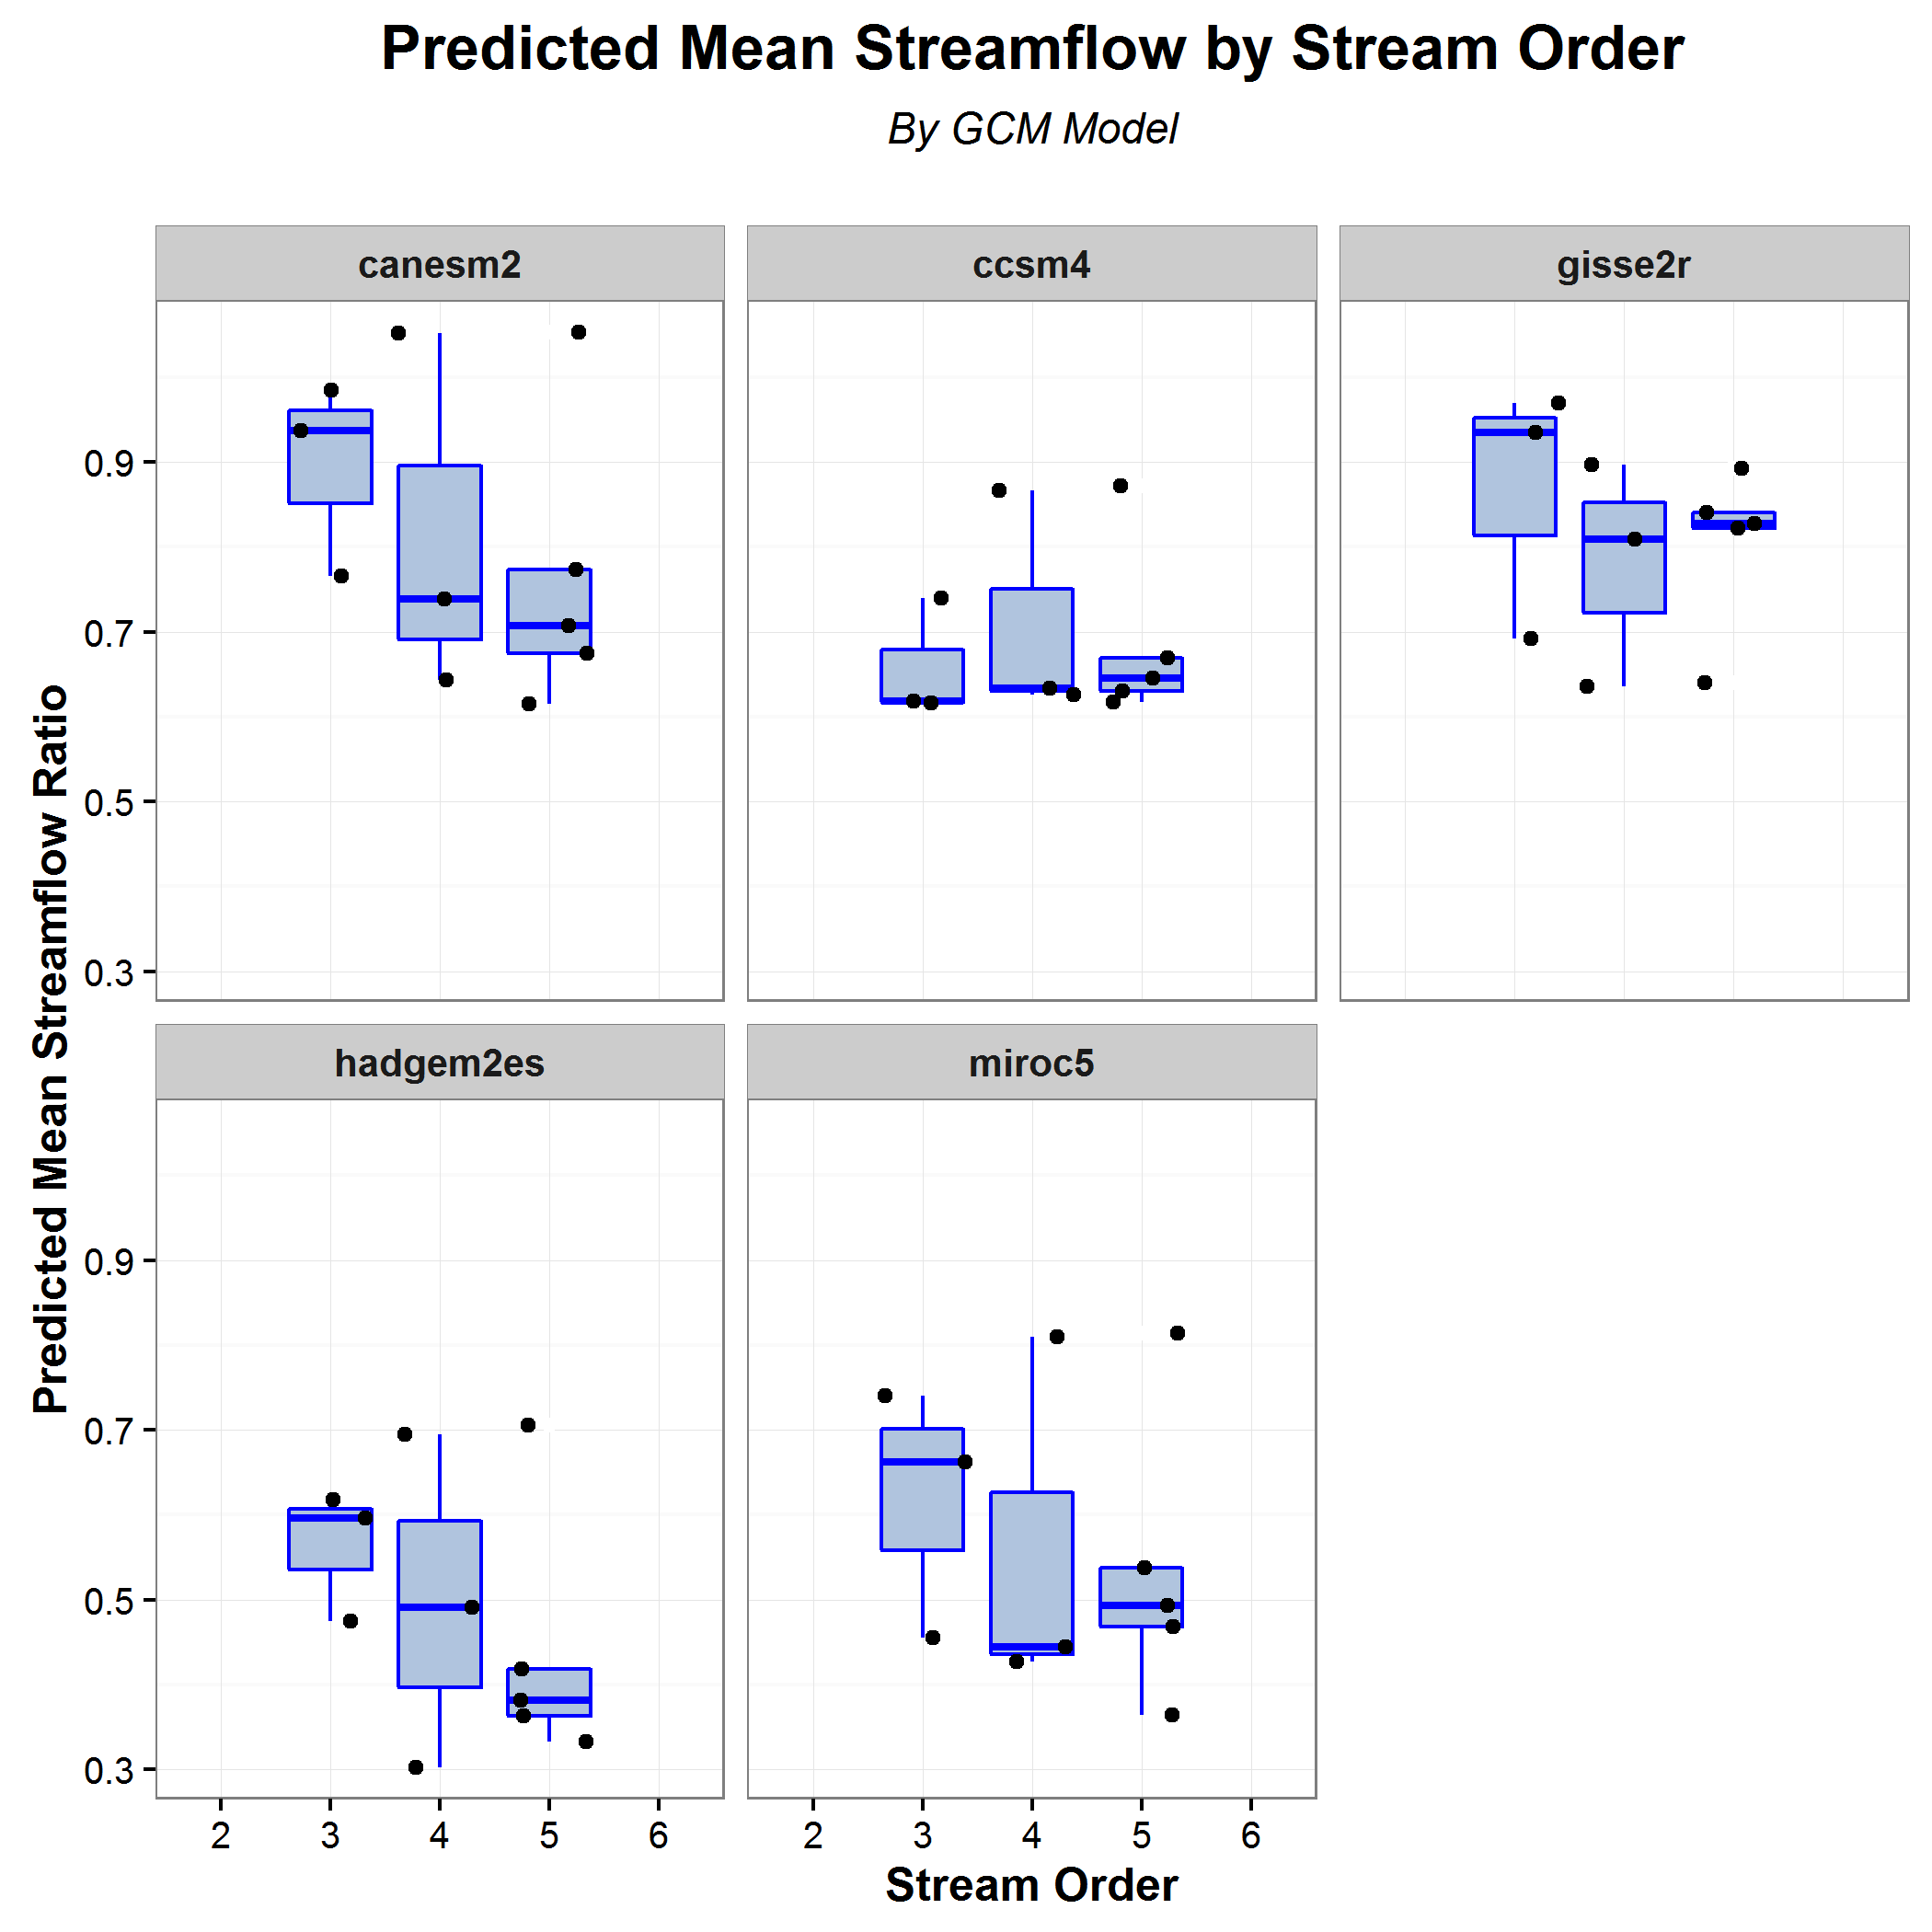 Predicted Mean Streamflow by Stream Order
By GCM Model
canesm2
ccsm4
gisse2r
0.9
0.7
0.5
0.3
Predicted Mean Streamflow Ratio
hadgem2es
miroc5
0.9
0.7
0.5
0.3
2 3 4 5 6
2 3 4 5 6
Stream Order